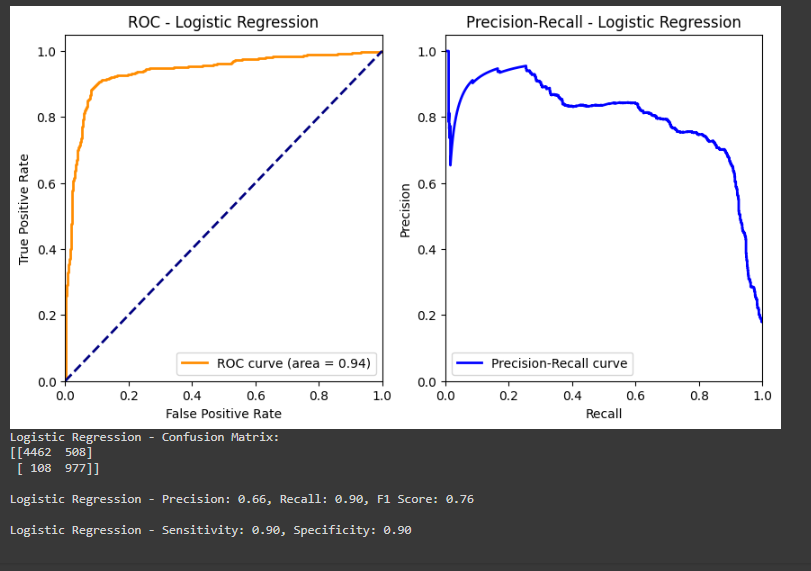 ROC - Logistic Regression
1.0
0.8
0.6
0.4
0.2
0.0
True Positive Rate
0.0 0.2 0.4 0.6 0.8 1.0
False Positive Rate
ROC curve (area = 0.94)
Precision-Recall - Logistic Regression
1.0
0.8
0.6
0.4
0.2
0.0
Precision
0.0 0.2 0.4 0.6 0.8 1.0
Recall
Precision-Recall curve
Logistic Regression - Confusion Matrix:
[[4462  508]
 [ 108  977]]
Logistic Regression - Precision: 0.66, Recall: 0.90, F1 Score: 0.76
Logistic Regression - Sensitivity: 0.90, Specificity: 0.90